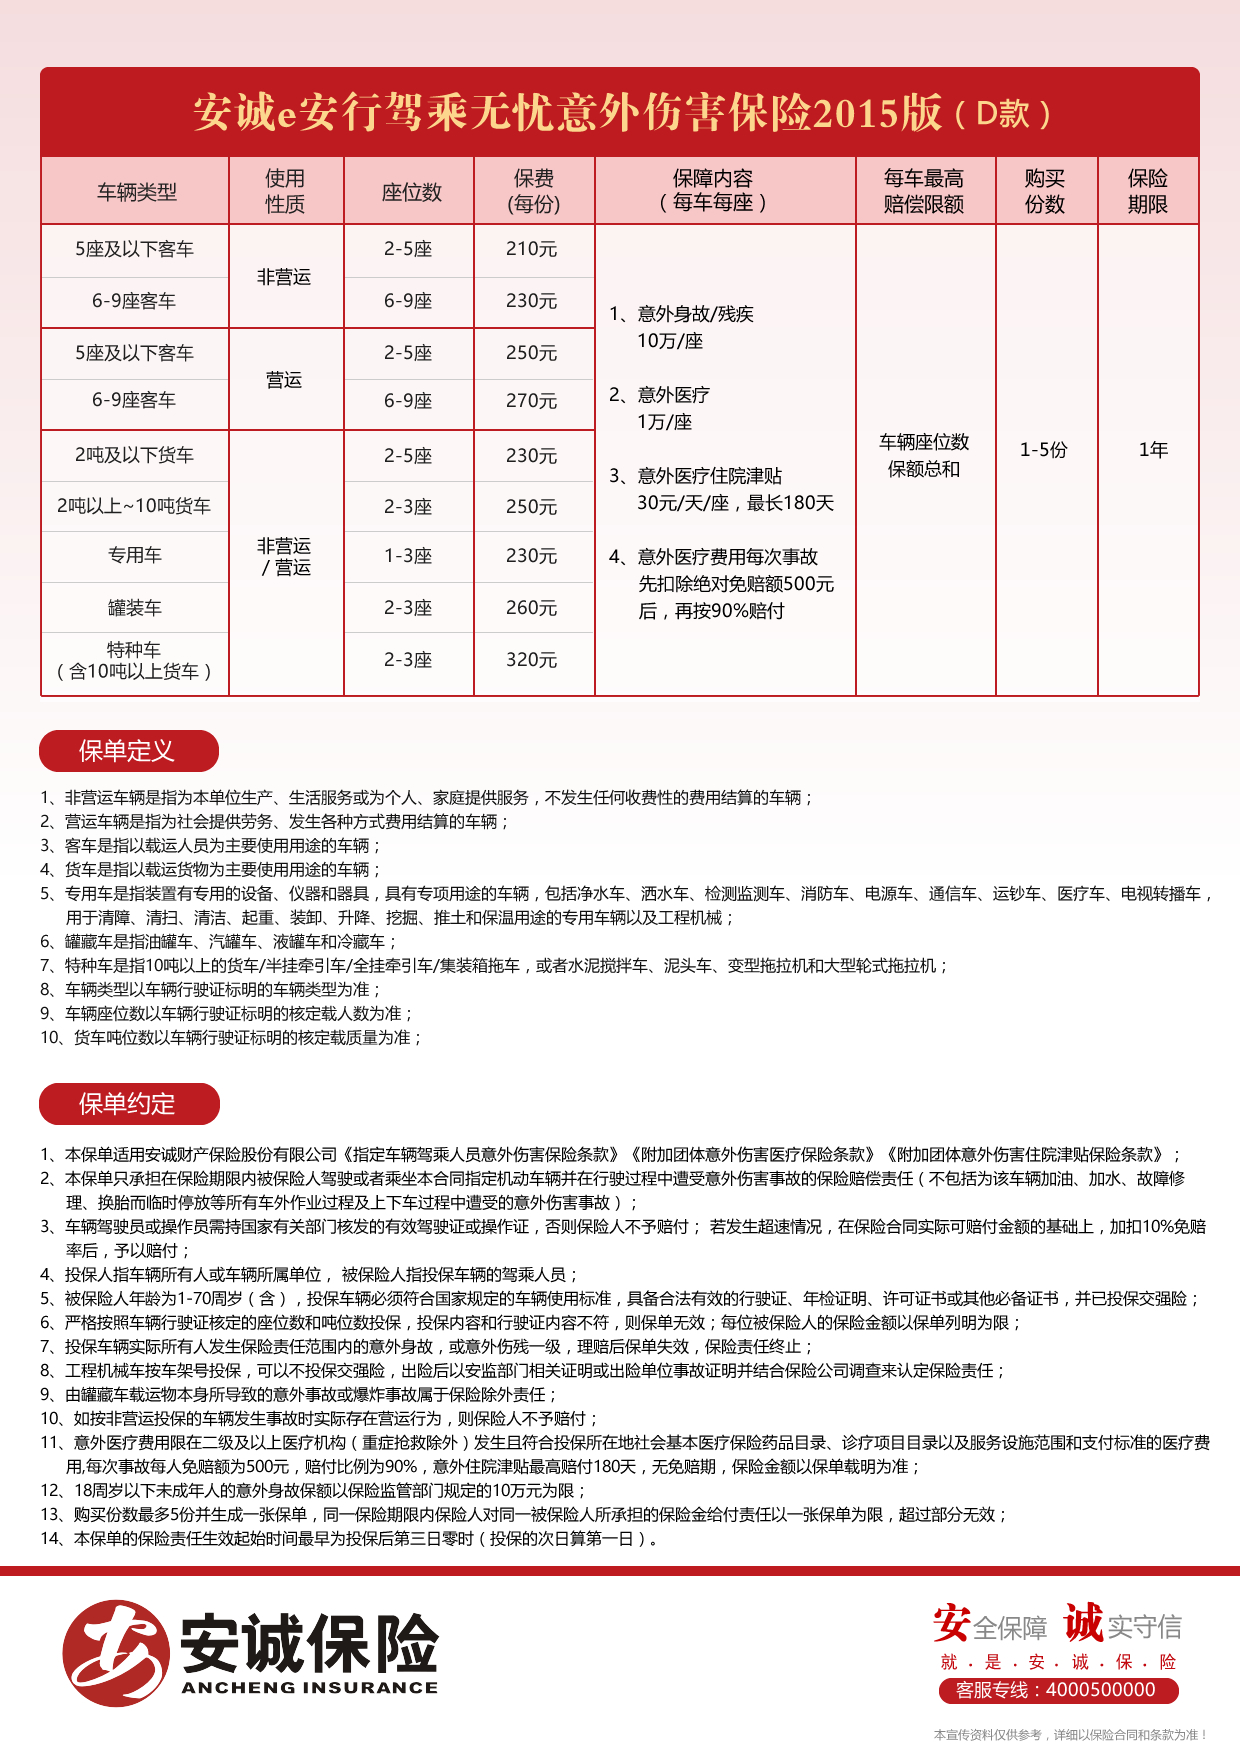 安诚e安行驾乘无忧意外伤害保险2015版（D款）
车辆类型
使用
性质
座位数
保费
(每份)
保障内容
（每车每座）
每车最高
赔偿限额
购买
份数
保险
期限
5座及以下客车
2-5座
210元
非营运
6-9座客车
6-9座
230元
5座及以下客车
2-5座
250元
营运
6-9座客车
6-9座
270元
2吨及以下货车
2-5座
230元
2吨以上~10吨货车
2-3座
250元
非营运
/ 营运
专用车
1-3座
230元
罐装车
2-3座
260元
特种车
（含10吨以上货车）
2-3座
320元
1、意外身故/残疾
10万/座
2、意外医疗
1万/座
3、意外医疗住院津贴
30元/天/座，最长180天
4、意外医疗费用每次事故
先扣除绝对免赔额500元
后，再按90%赔付
车辆座位数
保额总和
1-5份
1年
保单定义
1、非营运车辆是指为本单位生产、生活服务或为个人、家庭提供服务，不发生任何收费性的费用结算的车辆；
2、营运车辆是指为社会提供劳务、发生各种方式费用结算的车辆；
3、客车是指以载运人员为主要使用用途的车辆；
4、货车是指以载运货物为主要使用用途的车辆；
5、专用车是指装置有专用的设备、仪器和器具，具有专项用途的车辆，包括净水车、洒水车、检测监测车、消防车、电源车、通信车、运钞车、医疗车、电视转播车，
用于清障、清扫、清洁、起重、装卸、升降、挖掘、推土和保温用途的专用车辆以及工程机械；
6、罐藏车是指油罐车、汽罐车、液罐车和冷藏车；
7、特种车是指10吨以上的货车/半挂牵引车/全挂牵引车/集装箱拖车，或者水泥搅拌车、泥头车、变型拖拉机和大型轮式拖拉机；
8、车辆类型以车辆行驶证标明的车辆类型为准；
9、车辆座位数以车辆行驶证标明的核定载人数为准；
10、货车吨位数以车辆行驶证标明的核定载质量为准；
保单约定
1、本保单适用安诚财产保险股份有限公司《指定车辆驾乘人员意外伤害保险条款》《附加团体意外伤害医疗保险条款》《附加团体意外伤害住院津贴保险条款》；
2、本保单只承担在保险期限内被保险人驾驶或者乘坐本合同指定机动车辆并在行驶过程中遭受意外伤害事故的保险赔偿责任（不包括为该车辆加油、加水、故障修
理、换胎而临时停放等所有车外作业过程及上下车过程中遭受的意外伤害事故）；
3、车辆驾驶员或操作员需持国家有关部门核发的有效驾驶证或操作证，否则保险人不予赔付； 若发生超速情况，在保险合同实际可赔付金额的基础上，加扣10%免赔
率后，予以赔付；
4、投保人指车辆所有人或车辆所属单位， 被保险人指投保车辆的驾乘人员；
5、被保险人年龄为1-70周岁（含），投保车辆必须符合国家规定的车辆使用标准，具备合法有效的行驶证、年检证明、许可证书或其他必备证书，并已投保交强险；
6、严格按照车辆行驶证核定的座位数和吨位数投保，投保内容和行驶证内容不符，则保单无效；每位被保险人的保险金额以保单列明为限；
7、投保车辆实际所有人发生保险责任范围内的意外身故，或意外伤残一级，理赔后保单失效，保险责任终止；
8、工程机械车按车架号投保，可以不投保交强险，出险后以安监部门相关证明或出险单位事故证明并结合保险公司调查来认定保险责任；
9、由罐藏车载运物本身所导致的意外事故或爆炸事故属于保险除外责任；
10、如按非营运投保的车辆发生事故时实际存在营运行为，则保险人不予赔付；
11、意外医疗费用限在二级及以上医疗机构（重症抢救除外）发生且符合投保所在地社会基本医疗保险药品目录、诊疗项目目录以及服务设施范围和支付标准的医疗费
用,每次事故每人免赔额为500元，赔付比例为90%，意外住院津贴最高赔付180天，无免赔期，保险金额以保单载明为准；
12、18周岁以下未成年人的意外身故保额以保险监管部门规定的10万元为限；
13、购买份数最多5份并生成一张保单，同一保险期限内保险人对同一被保险人所承担的保险金给付责任以一张保单为限，超过部分无效；
14、本保单的保险责任生效起始时间最早为投保后第三日零时（投保的次日算第一日）。
安诚保险
ANCHENG INSURANCE
安全保障 诚实守信
就．是．安．诚．保．险
客服专线：4000500000
本宣传资料仅供参考，详细以保险合同和条款为准！